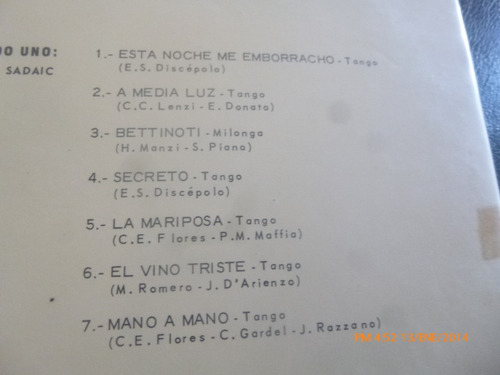 DO UNO:
SADAIC
1.- ESTA NOCHE ME EMBORRACHO - Tango
(E.S. Discépolo)
2.- A MEDIA LUZ - Tango
(C.C. Lenzi - E. Donato)
3.- BETTINOTI - Milonga
(H. Manzi - S. Piana)
4.- SECRETO - Tango
(E.S. Discépolo)
5.- LA MARIPOSA - Tango
(C.E. Flores - P.M. Maffia)
6.- EL VINO TRISTE - Tango
(M. Romero - J. D'Arienzo)
7.- MANO A MANO - Tango
(C.E. Flores - C. Gardel - J. Razzano)